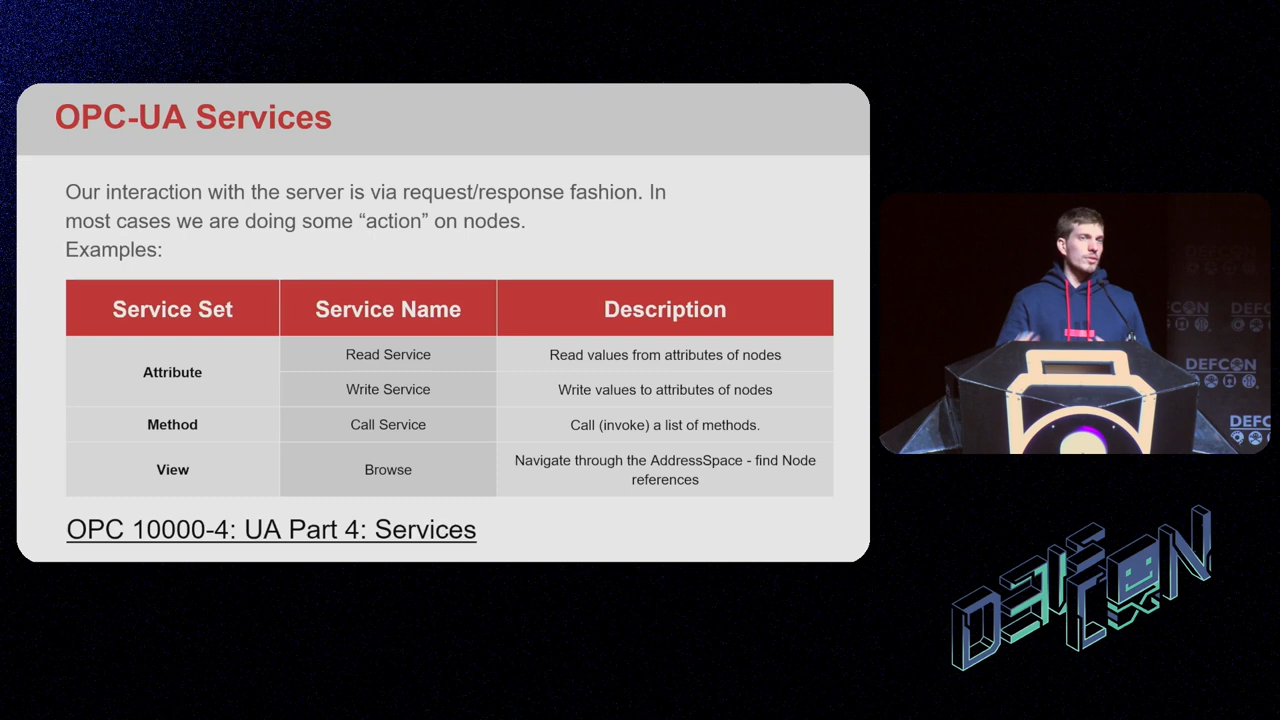 OPC-UA Services
Our interaction with the server is via request/response fashion. In
most cases we are doing some “action” on nodes.
Examples:
Service Set Service Name Description
Attribute
Read Service Read values from attributes of nodes
Write Service Write values to attributes of nodes
Method Call Service Call (invoke) a list of methods.
View Browse Navigate through the AddressSpace - find Node
references
OPC 10000-4: UA Part 4: Services
DEFCON
DEFCON
DEFCON